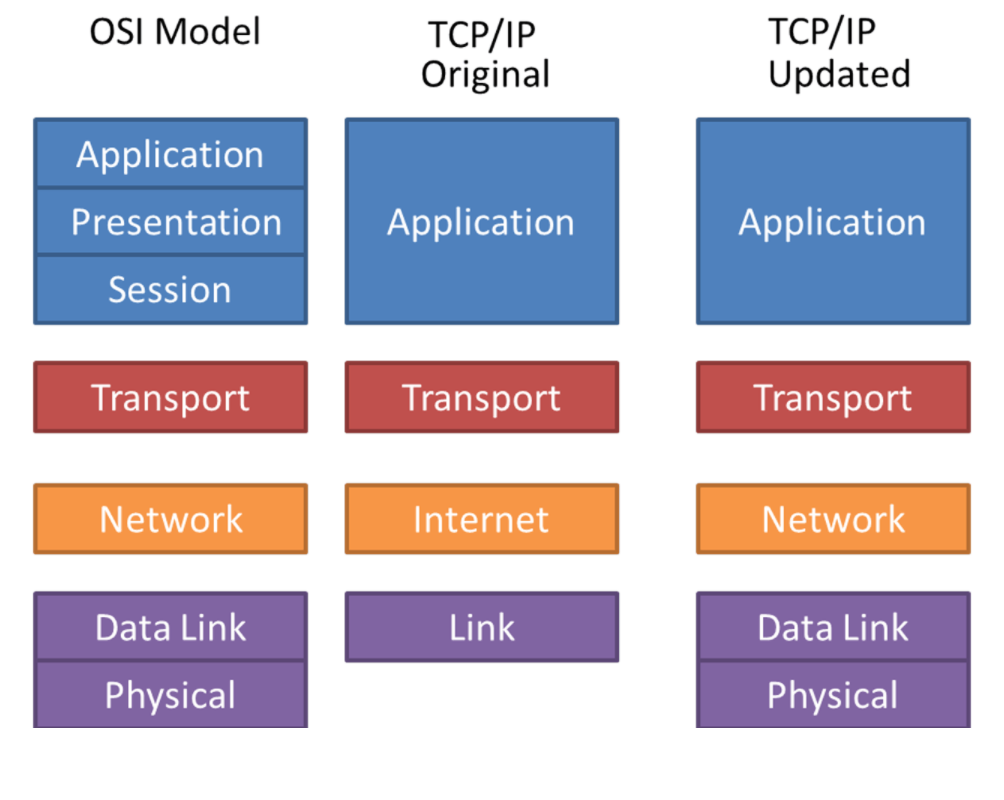 OSI Model
TCP/IP
Original
TCP/IP
Updated
Application
Presentation
Session
Application
Application
Transport
Transport
Transport
Network
Internet
Network
Data Link
Link
Data Link
Physical
Physical